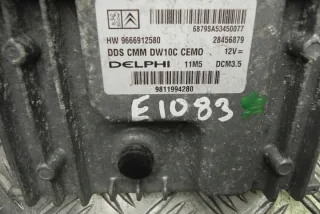 6879SA53450077
HW 9666912580 28456879
DDS CMM DW10C CEMO 12V=
DELPHI 11M5 DCM3.5
9811994280
E1083